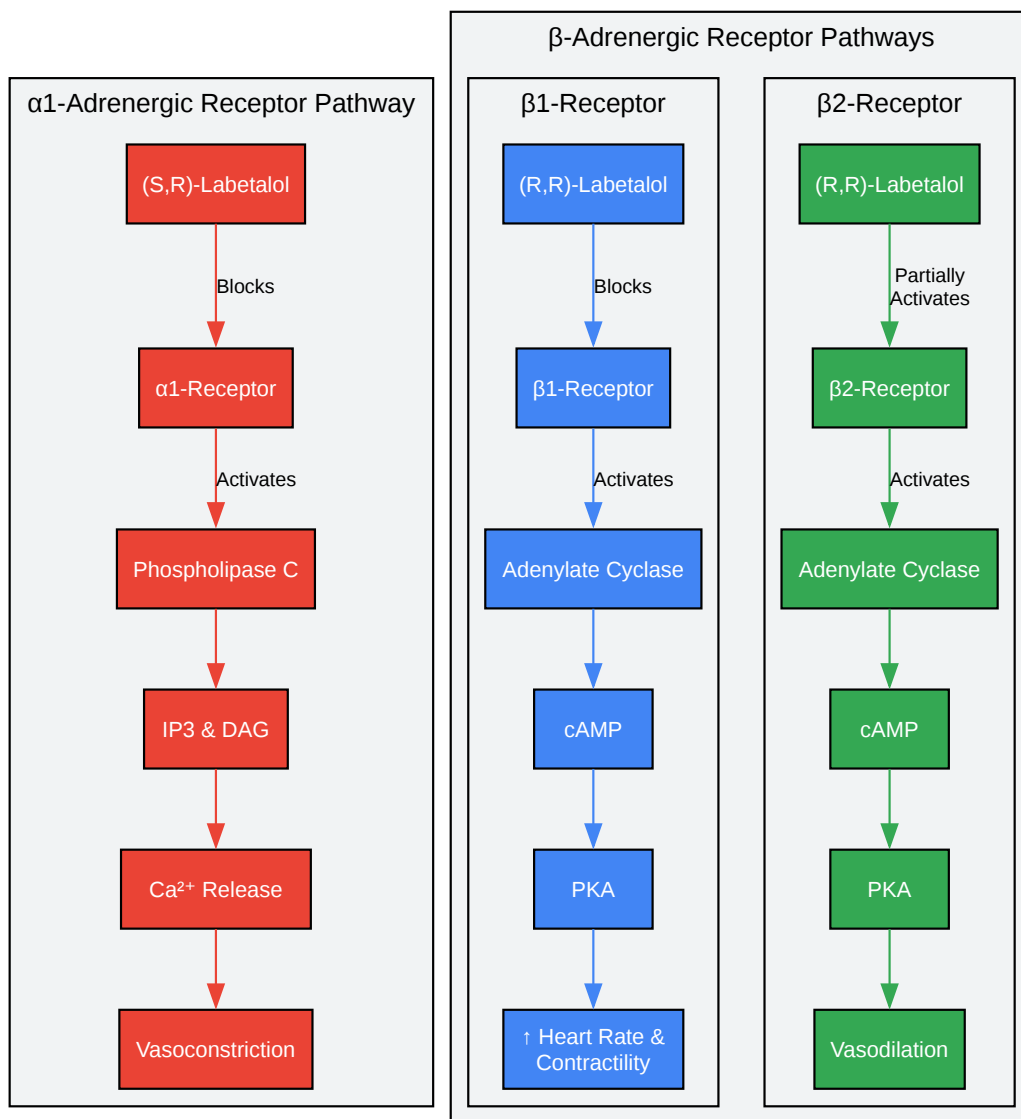 α1-Adrenergic Receptor Pathway
(S,R)-Labetalol
Blocks
α1-Receptor
Activates
Phospholipase C
IP3 & DAG
Ca²⁺ Release
Vasoconstriction
β-Adrenergic Receptor Pathways
β1-Receptor
(R,R)-Labetalol
Blocks
β1-Receptor
Activates
Adenylate Cyclase
cAMP
PKA
↑ Heart Rate &
Contractility
β2-Receptor
(R,R)-Labetalol
Partially
Activates
β2-Receptor
Activates
Adenylate Cyclase
cAMP
PKA
Vasodilation